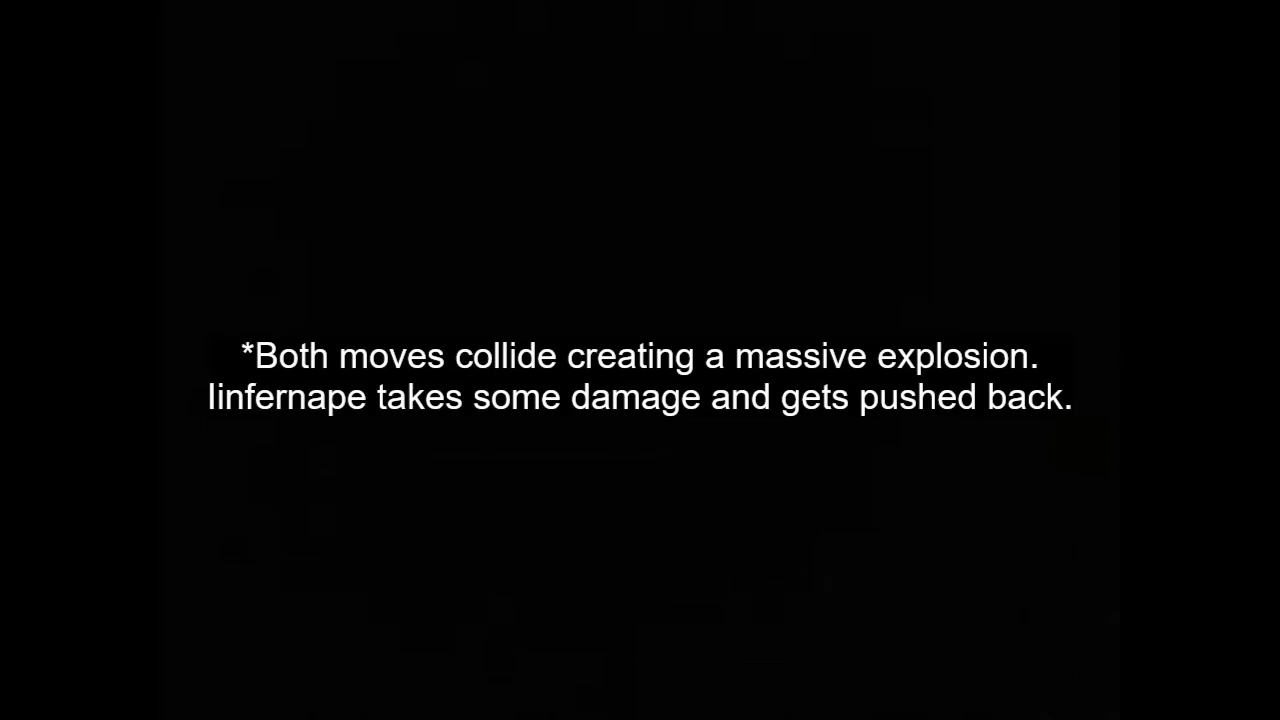 *Both moves collide creating a massive explosion.
Iinfernape takes some damage and gets pushed back.